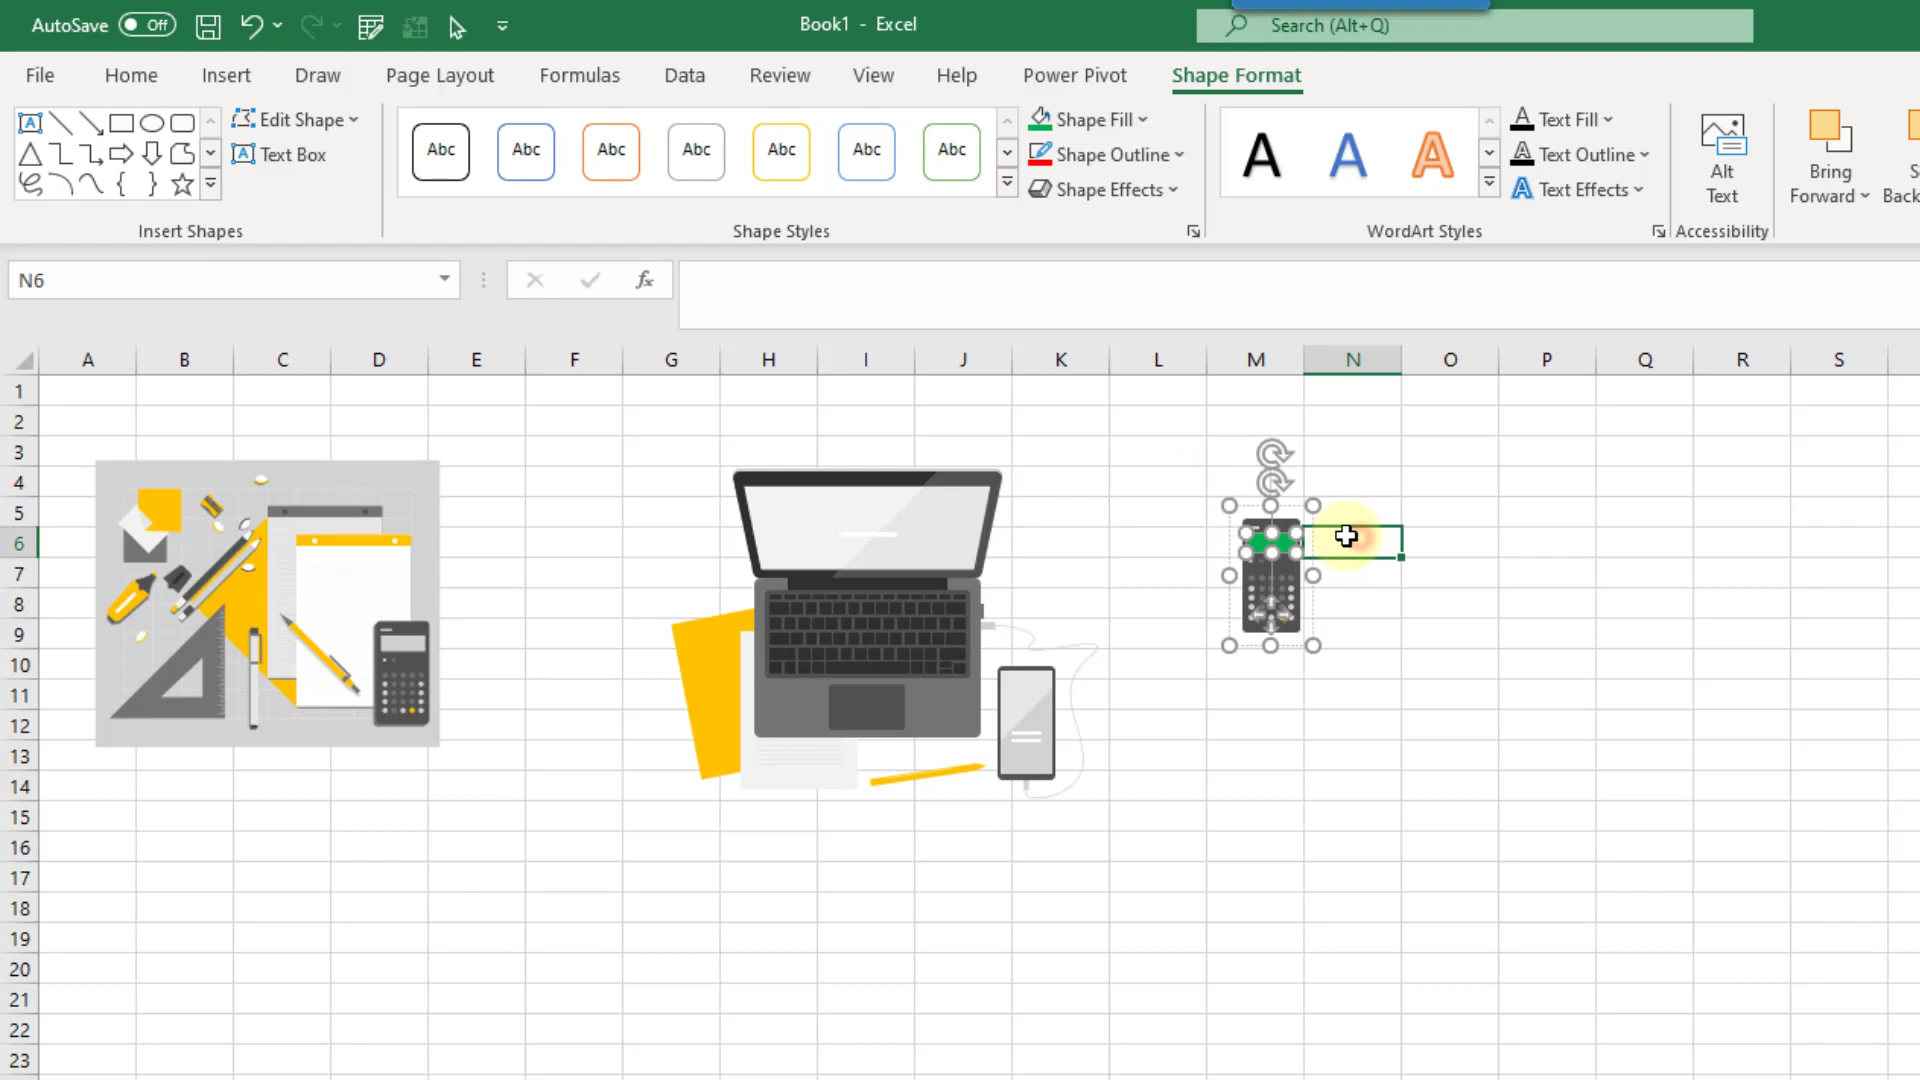 AutoSave Off
Book1 - Excel
Search (Alt+Q)
File Home Insert Draw Page Layout Formulas Data Review View Help Power Pivot Shape Format
Edit Shape
Text Box
Insert Shapes
Abc Abc Abc Abc Abc Abc Abc
Shape Fill
Shape Outline
Shape Effects
Shape Styles
A A A
Text Fill
Text Outline
Text Effects
WordArt Styles
Alt
Text
Accessibility
Bring
Forward
Back
N6
fx
A B C D E F G H I J K L M N O P Q R S
1
2
3
4
5
6
7
8
9
10
11
12
13
14
15
16
17
18
19
20
21
22
23